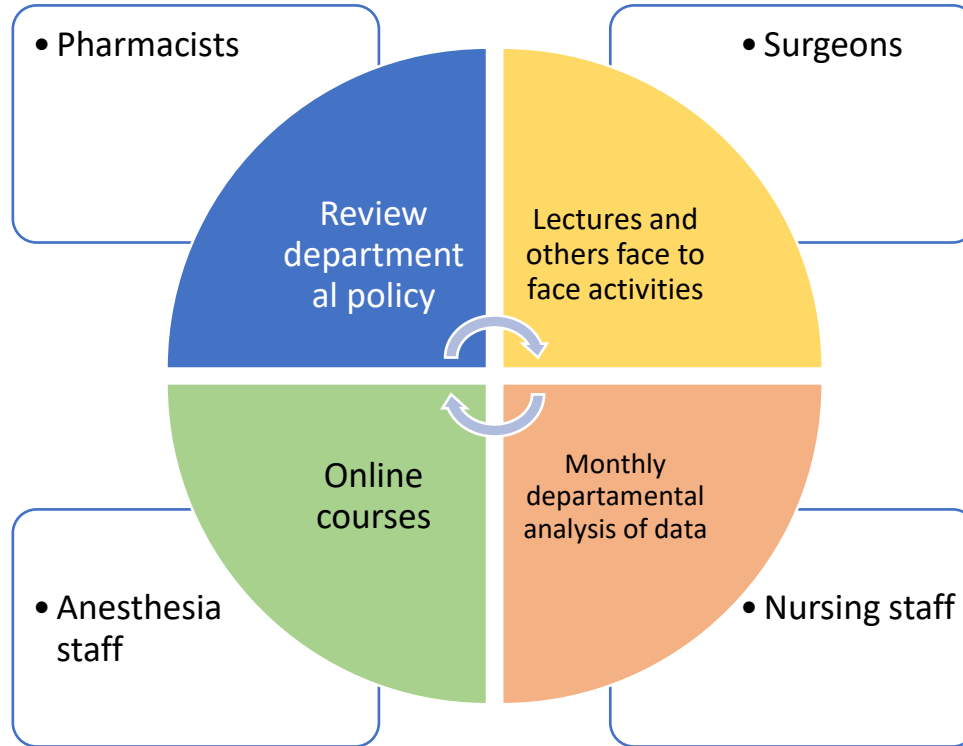 • Pharmacists
• Surgeons
Review
department
al policy
Lectures and
others face to
face activities
Online
courses
Monthly
departamental
analysis of data
• Anesthesia
staff
• Nursing staff